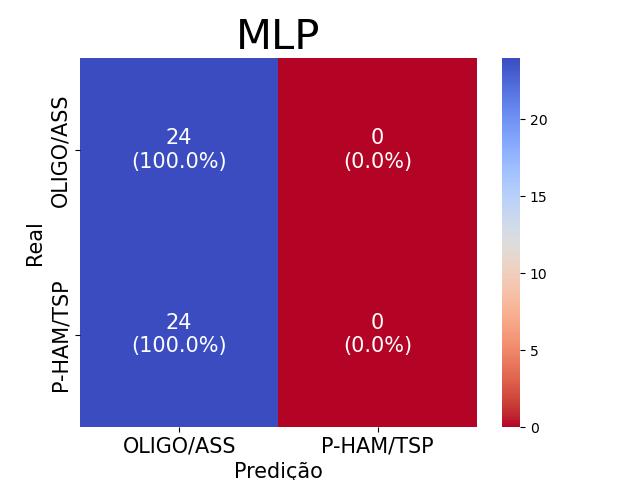 MLP
OLIGO/ASS
P-HAM/TSP
Real
24
(100.0%)
0
(0.0%)
24
(100.0%)
0
(0.0%)
OLIGO/ASS
P-HAM/TSP
Predição
20
15
10
5
0